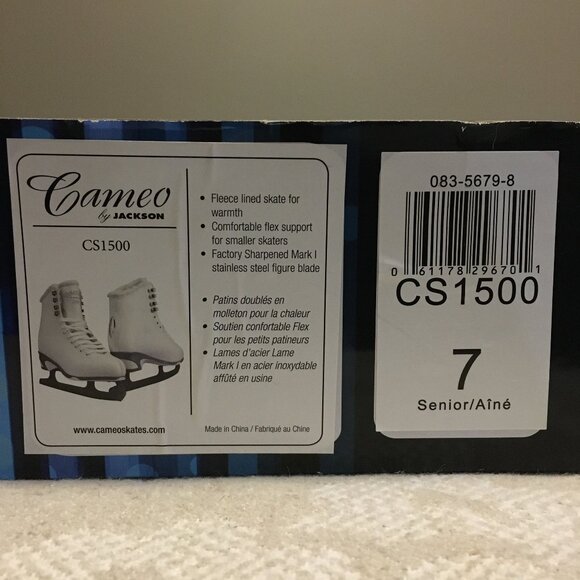 Cameo
by JACKSON
CS1500
• Fleece lined skate for
warmth
• Comfortable flex support
for smaller skaters
• Factory Sharpened Mark I
stainless steel figure blade
• Patins doublés en
molleton pour la chaleur
• Soutien confortable Flex
pour les petits patineurs
• Lames d'acier Lame
Mark I en acier inoxydable
affûté en usine
www.cameoskates.com
Made in China / Fabriqué au Chine
083-5679-8
0 61178 29670 1
CS1500
7
Senior/Aîné